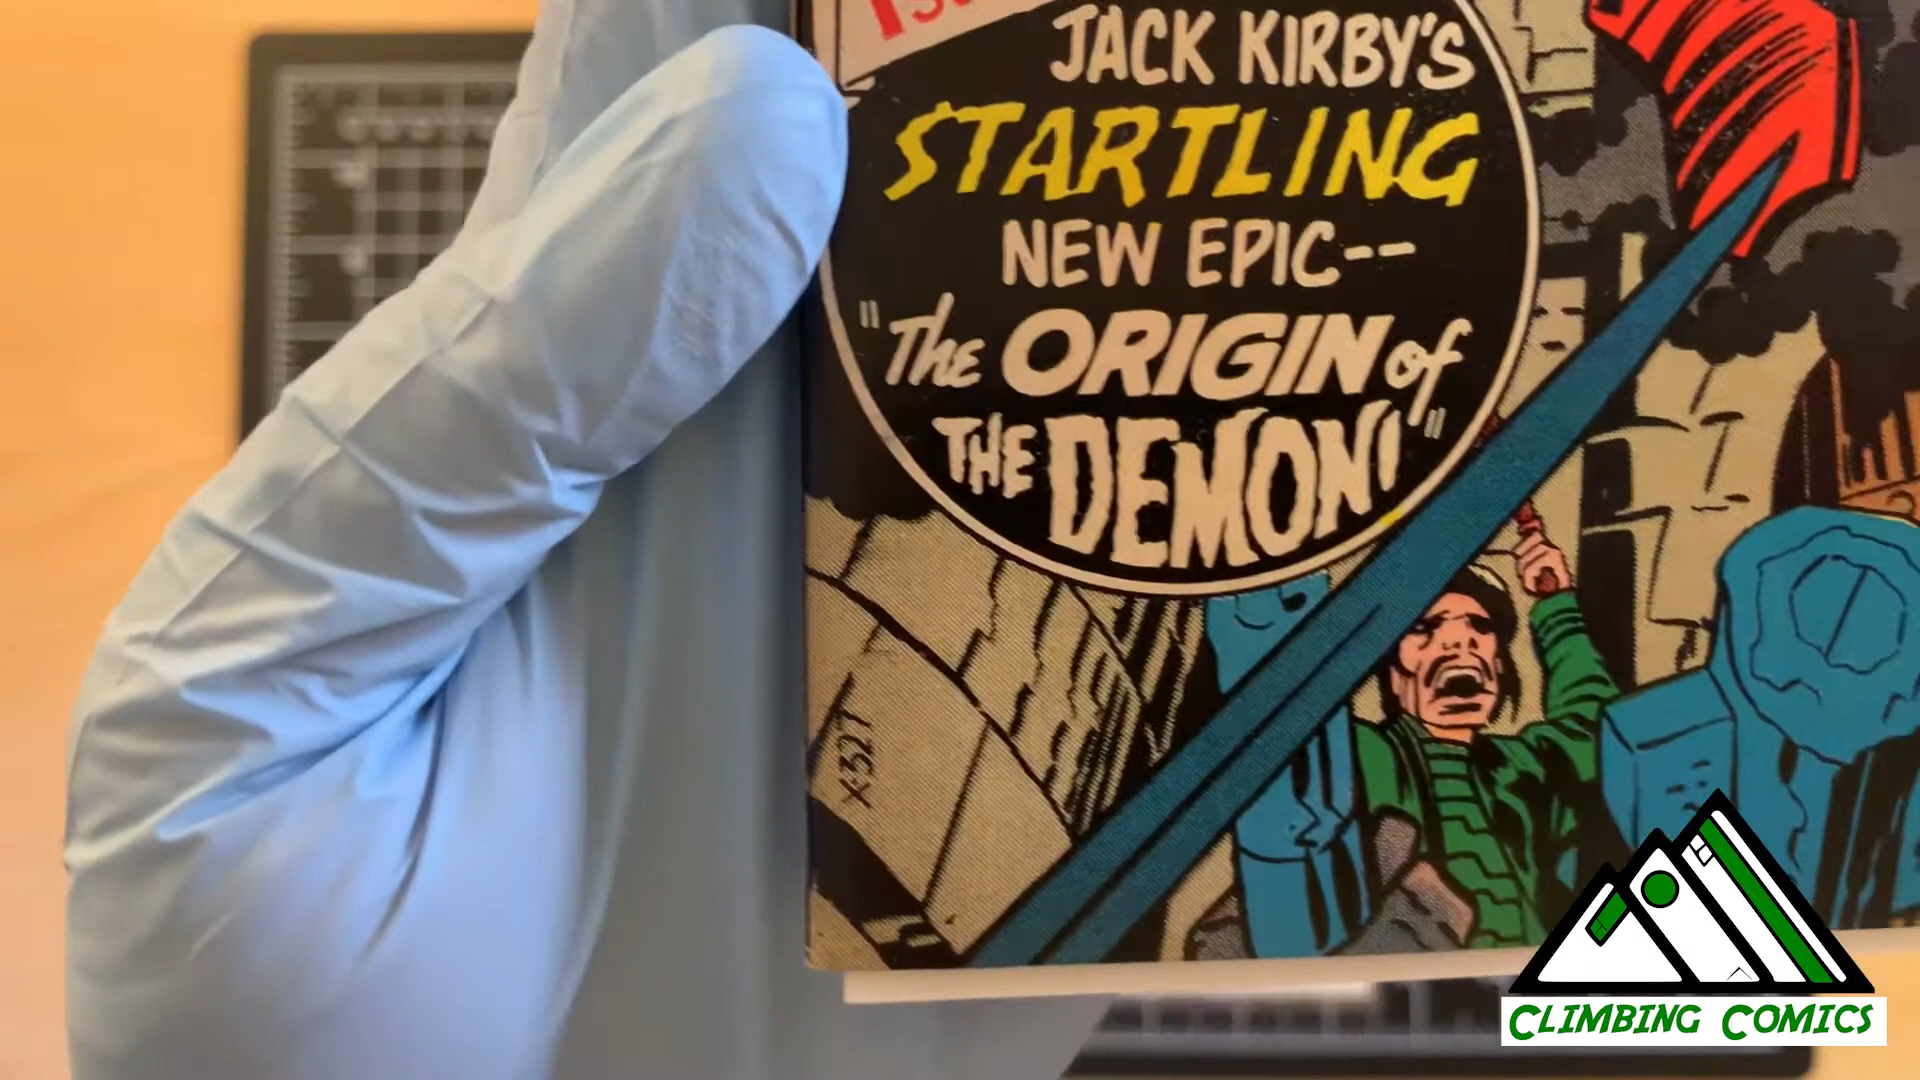 JACK KIRBY'S
STARTLING
NEW EPIC--
"The ORIGIN of
THE DEMON!"
X327
CLIMBING COMICS